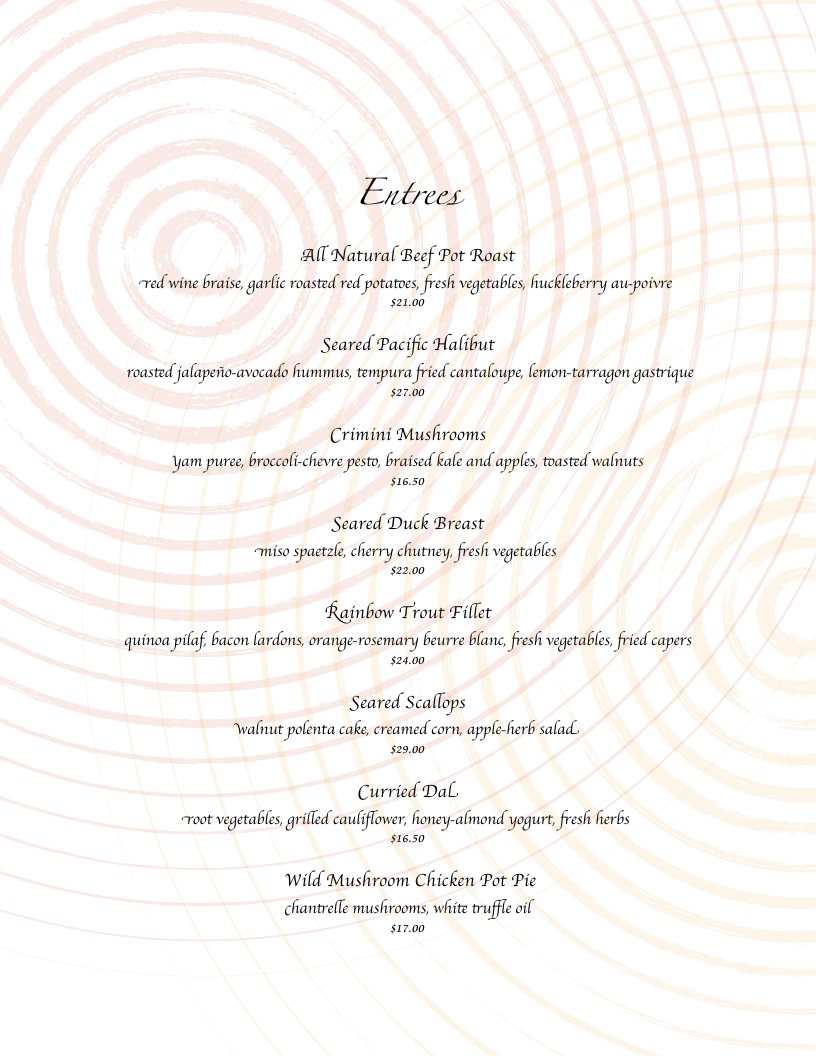 Entrees
All Natural Beef Pot Roast
red wine braise, garlic roasted red potatoes, fresh vegetables, huckleberry au-poivre
$21.00
Seared Pacific Halibut
roasted jalapeño-avocado hummus, tempura fried cantaloupe, lemon-tarragon gastrique
$27.00
Crimini Mushrooms
yam puree, broccoli-chevre pesto, braised kale and apples, toasted walnuts
$16.50
Seared Duck Breast
miso spaetzle, cherry chutney, fresh vegetables
$22.00
Rainbow Trout Fillet
quinoa pilaf, bacon lardons, orange-rosemary beurre blanc, fresh vegetables, fried capers
$24.00
Seared Scallops
walnut polenta cake, creamed corn, apple-herb salad
$29.00
Curried Dal
root vegetables, grilled cauliflower, honey-almond yogurt, fresh herbs
$16.50
Wild Mushroom Chicken Pot Pie
chantrelle mushrooms, white truffle oil
$17.00